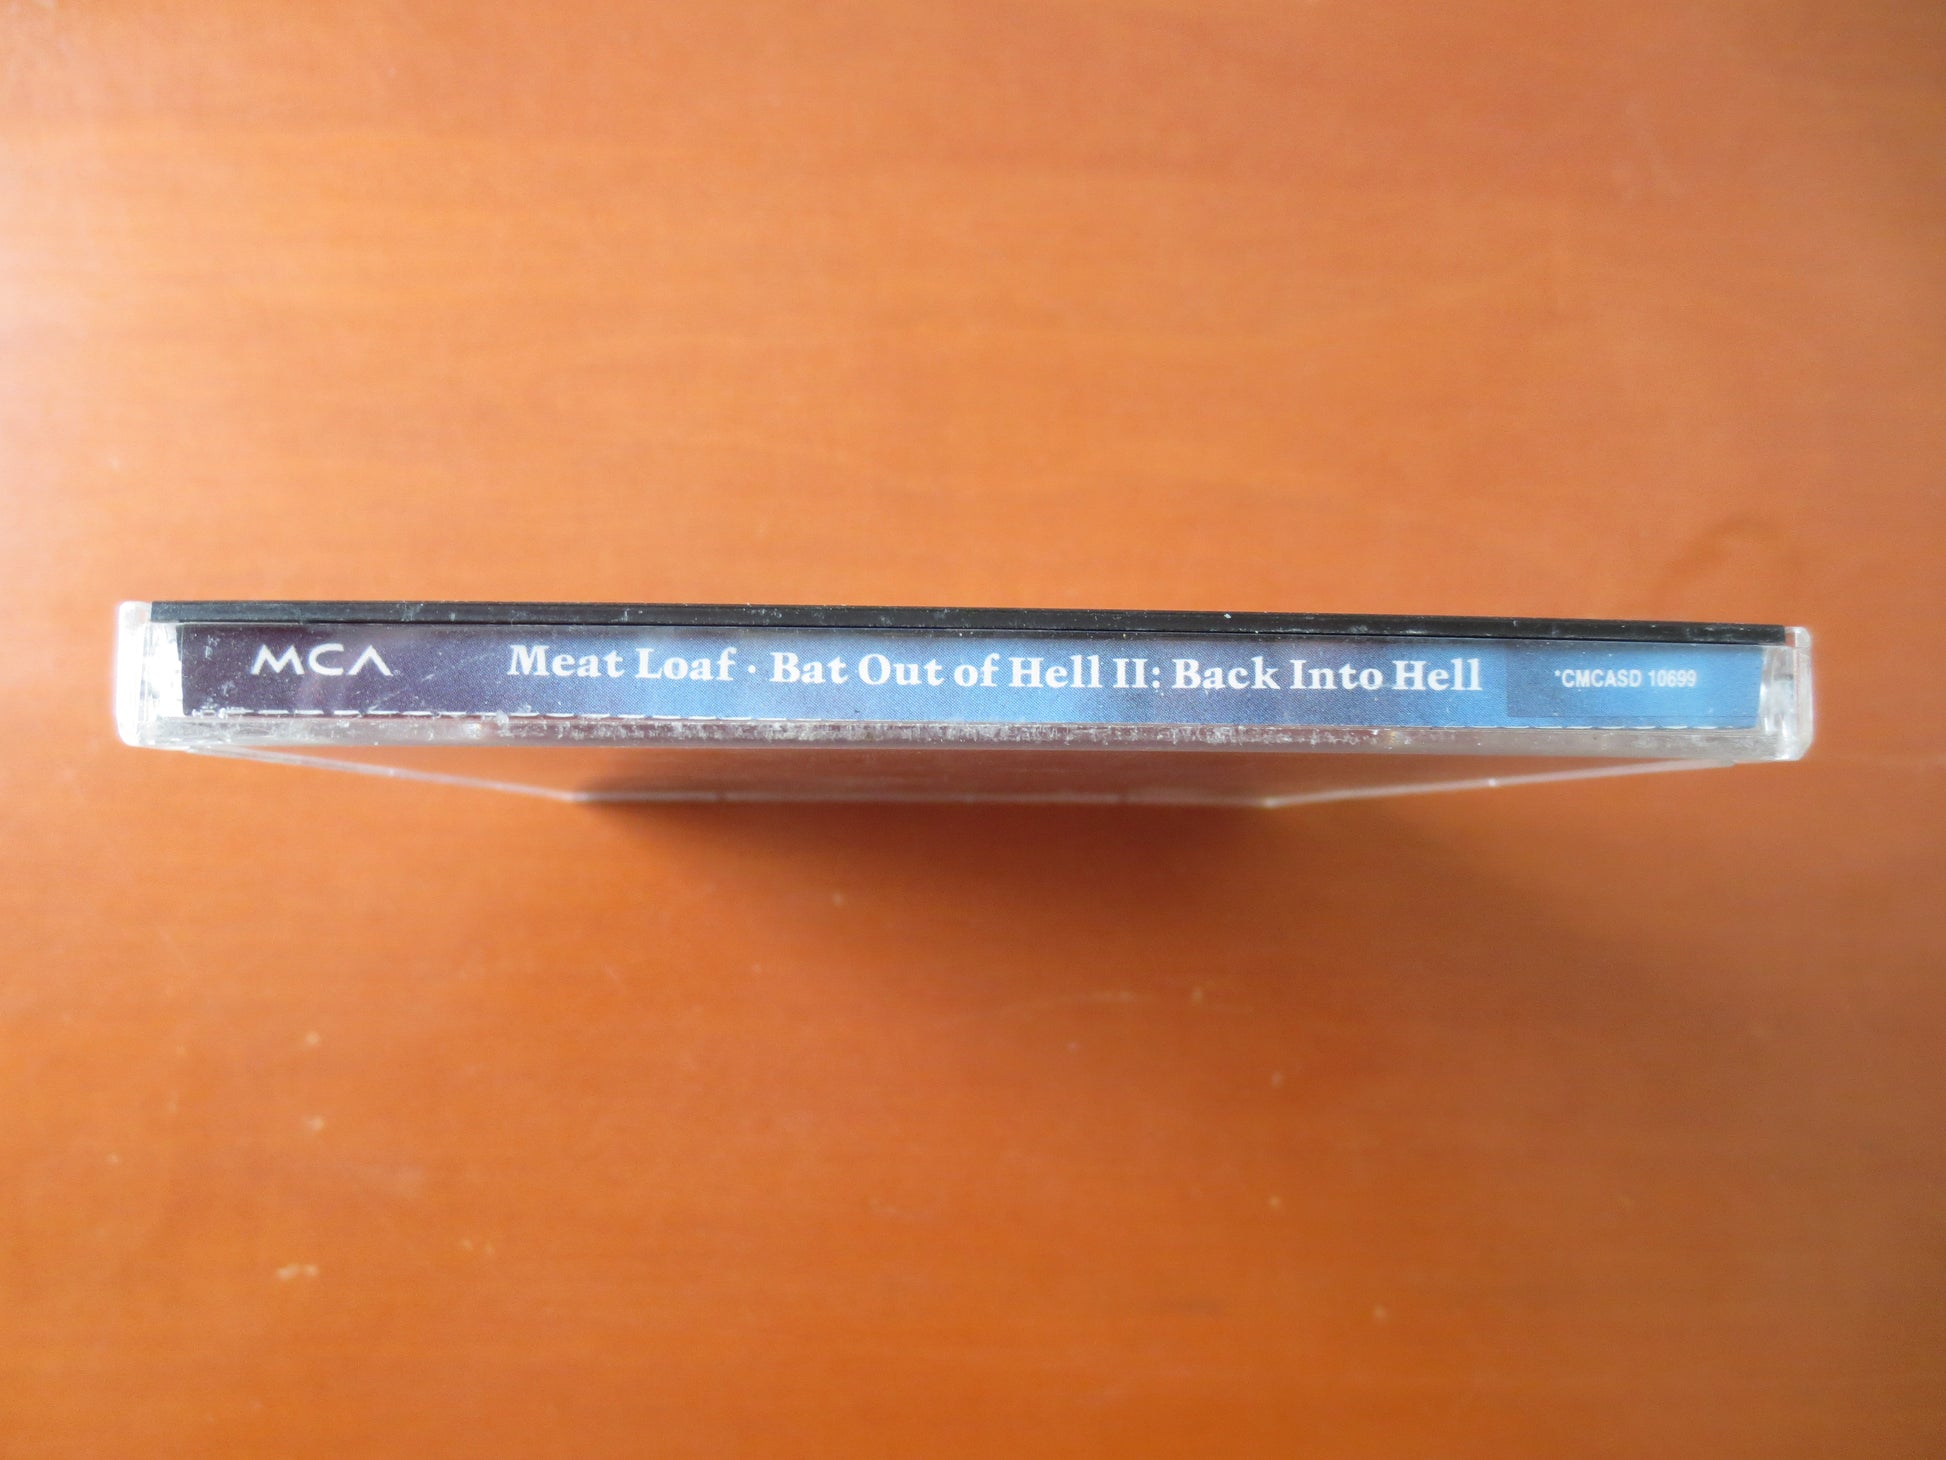 MCA Meat Loaf · Bat Out of Hell II: Back Into Hell *CMCASD 10699